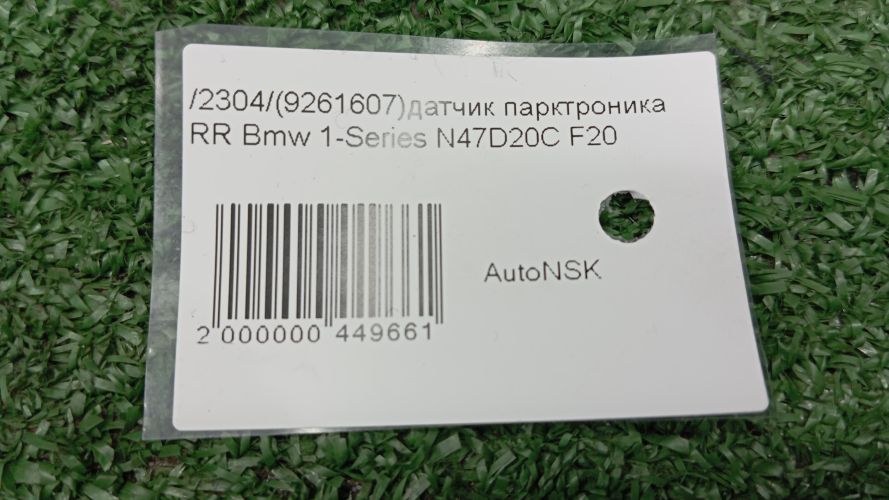 /2304/(9261607)датчик парктроника
RR Bmw 1-Series N47D20C F20
AutoNSK
2 000000 449661